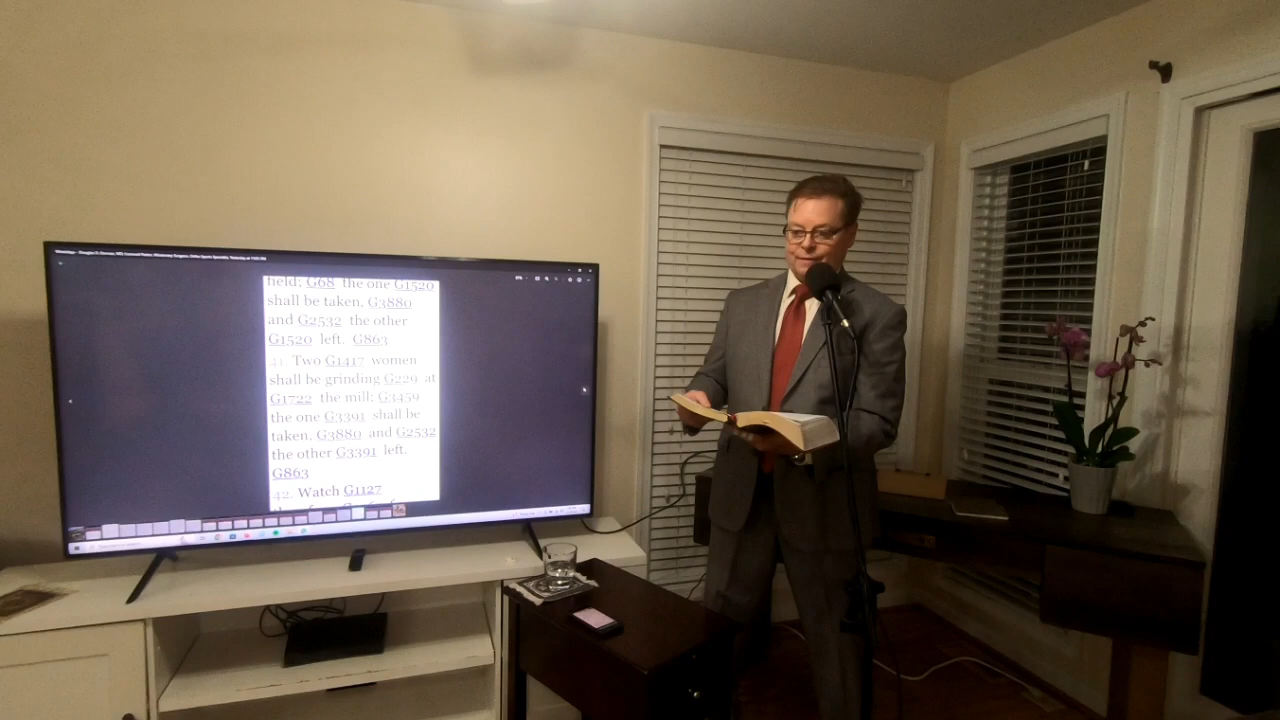 held; G68 the one G1520
shall be taken, G3880
and G2532 the other
G1520 left. G863
41. Two G1417 women
shall be grinding G229 at
G1722 the mill; G3459
the one G3391 shall be
taken, G3880 and G2532
the other G3391 left.
G863
42. Watch G1127